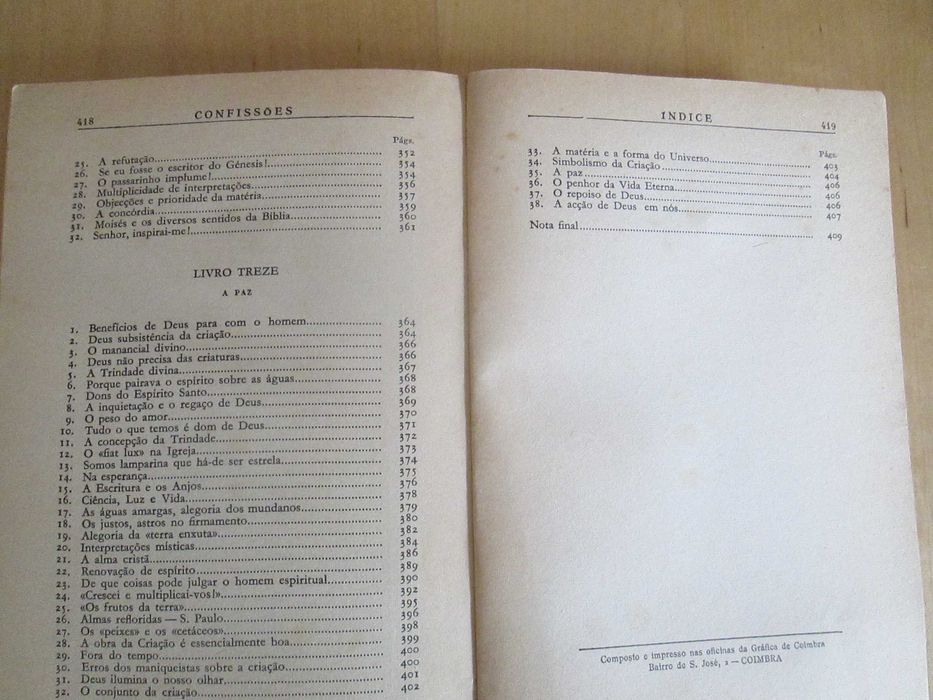 418 CONFISSÕES
Págs.
25. A refutação 352
26. Se eu fosse o escritor do Génesis! 354
27. O passarinho implume! 354
28. Multiplicidade de interpretações 356
29. Objecções e prioridade da matéria 357
30. A concórdia 359
31. Moisés e os diversos sentidos da Bíblia 360
32. Senhor, inspirai-me! 361
LIVRO TREZE
A PAZ
1. Benefícios de Deus para com o homem 364
2. Deus subsistência da criação 364
3. O manancial divino 366
4. Deus não precisa das criaturas 366
5. A Trindade divina 367
6. Porque pairava o espírito sobre as águas 368
7. Dons do Espírito Santo 368
8. A inquietação e o regaço de Deus 369
9. O peso do amor 370
10. Tudo o que temos é dom de Deus 371
11. A concepção da Trindade 372
12. O «fiat lux» na Igreja 373
13. Somos lamparina que há-de ser estrela 374
14. Na esperança 375
15. A Escritura e os Anjos 376
16. Ciência, Luz e Vida 378
17. As águas amargas, alegoria dos mundanos 379
18. Os justos, astros no firmamento 380
19. Alegoria da «terra enxuta» 382
20. Interpretações místicas 384
21. A alma cristã 386
22. Renovação de espírito 389
23. De que coisas pode julgar o homem espiritual 390
24. «Crescei e multiplicai-vos!» 392
25. «Os frutos da terra» 395
26. Almas refloridas — S. Paulo 396
27. Os «peixes» e os «cetáceos» 398
28. A obra da Criação é essencialmente boa 399
29. Fora do tempo 400
30. Erros dos maniqueístas sobre a criação 400
31. Deus ilumina o nosso olhar 401
32. O conjunto da criação 402
ÍNDICE 419
Págs.
33. A matéria e a forma do Universo 403
34. Simbolismo da Criação 404
35. A paz 406
36. O penhor da Vida Eterna 406
37. O repoiso de Deus 406
38. A acção de Deus em nós 407
Nota final 409
Composto e impresso nas oficinas da Gráfica de Coimbra
Bairro de S. José, 2 — COIMBRA